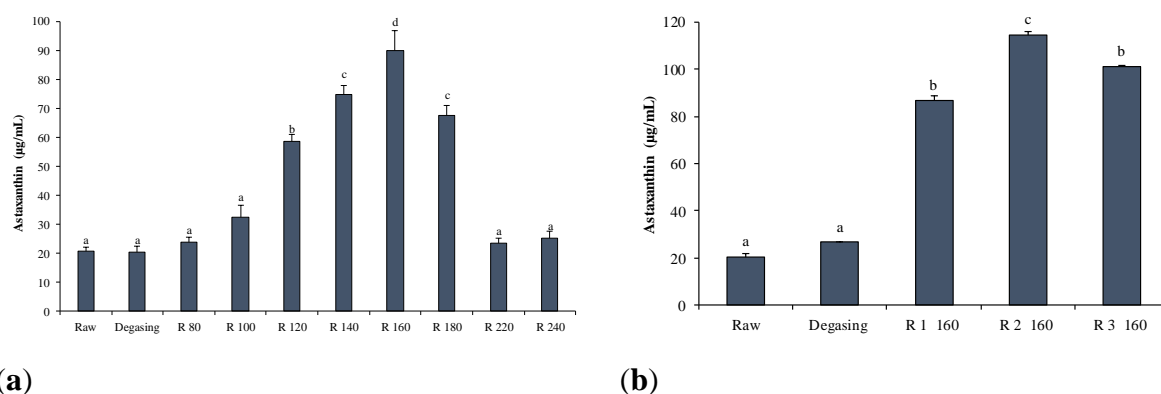 100
90
80
70
60
50
40
30
20
10
0
Astaxanthin (µg/mL)
a
a
a
a
b
c
d
c
a
a
Raw
Degasing
R 80
R 100
R 120
R 140
R 160
R 180
R 220
R 240
(a)
120
100
80
60
40
20
0
Astaxanthin (µg/mL)
a
a
b
c
b
Raw
Degasing
R 1 160
R 2 160
R 3 160
(b)